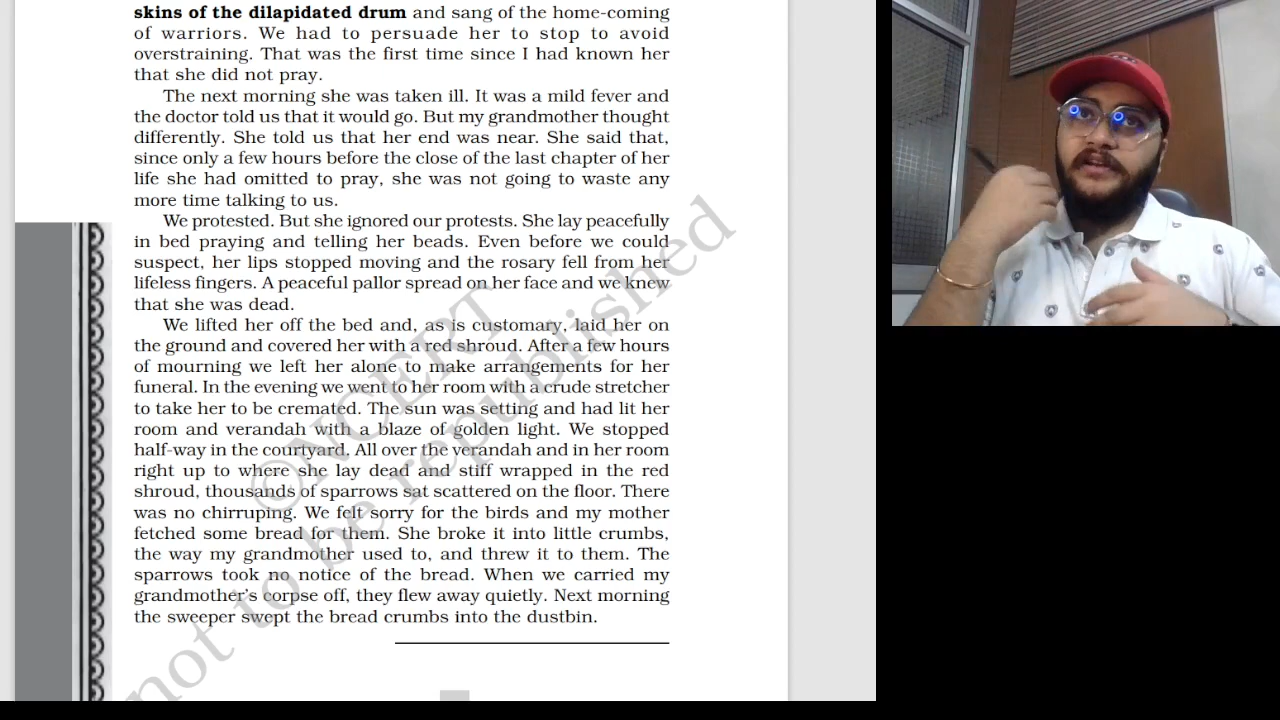 skins of the dilapidated drum and sang of the home-coming
of warriors. We had to persuade her to stop to avoid
overstraining. That was the first time since I had known her
that she did not pray.
The next morning she was taken ill. It was a mild fever and
the doctor told us that it would go. But my grandmother thought
differently. She told us that her end was near. She said that,
since only a few hours before the close of the last chapter of her
life she had omitted to pray, she was not going to waste any
more time talking to us.
We protested. But she ignored our protests. She lay peacefully
in bed praying and telling her beads. Even before we could
suspect, her lips stopped moving and the rosary fell from her
lifeless fingers. A peaceful pallor spread on her face and we knew
that she was dead.
We lifted her off the bed and, as is customary, laid her on
the ground and covered her with a red shroud. After a few hours
of mourning we left her alone to make arrangements for her
funeral. In the evening we went to her room with a crude stretcher
to take her to be cremated. The sun was setting and had lit her
room and verandah with a blaze of golden light. We stopped
half-way in the courtyard. All over the verandah and in her room
right up to where she lay dead and stiff wrapped in the red
shroud, thousands of sparrows sat scattered on the floor. There
was no chirruping. We felt sorry for the birds and my mother
fetched some bread for them. She broke it into little crumbs,
the way my grandmother used to, and threw it to them. The
sparrows took no notice of the bread. When we carried my
grandmother's corpse off, they flew away quietly. Next morning
the sweeper swept the bread crumbs into the dustbin.
©NCERT
not to be republished